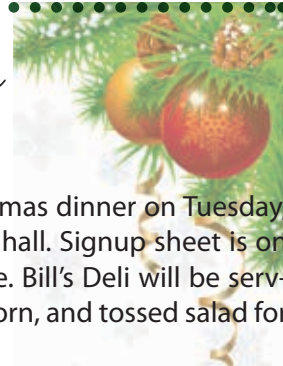 mas dinner on Tuesday,
hall. Signup sheet is on
e. Bill's Deli will be serv-
orn, and tossed salad for